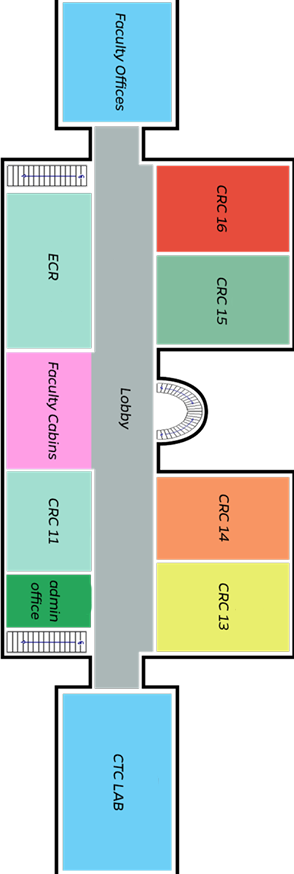 Faculty Offices
CRC 16
ECR
CRC 15
Faculty Cabins
Lobby
CRC 11
CRC 14
admin
office
CRC 13
CTC LAB